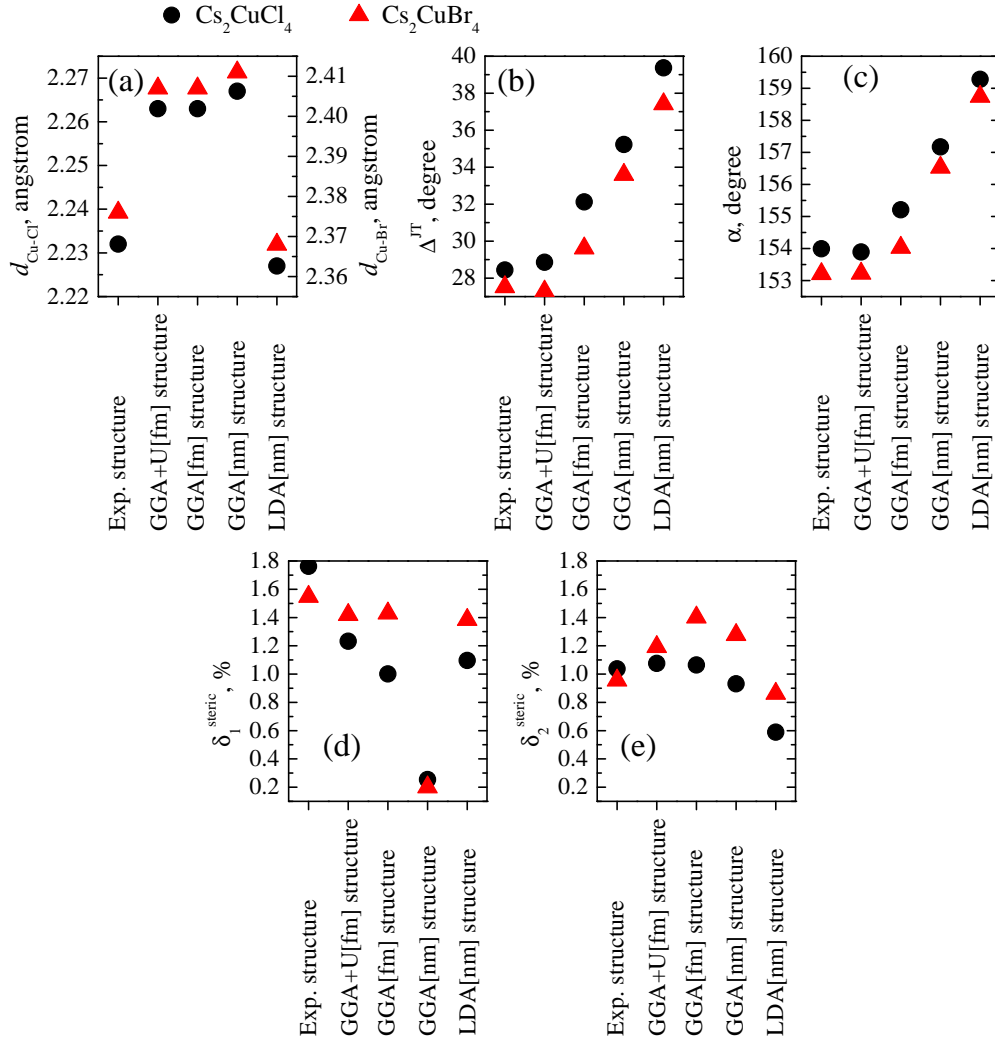 Cs2CuCl4 Cs2CuBr4
(a)
2.27
2.26
2.25
2.24
2.23
2.22
dCu-Cl, angstrom
2.41
2.40
2.39
2.38
2.37
2.36
dCu-Br, angstrom
Exp. structure
GGA+U[fm] structure
GGA[fm] structure
GGA[nm] structure
LDA[nm] structure
(b)
40
38
36
34
32
30
28
Δ^JT, degree
Exp. structure
GGA+U[fm] structure
GGA[fm] structure
GGA[nm] structure
LDA[nm] structure
(c)
160
159
158
157
156
155
154
153
α, degree
Exp. structure
GGA+U[fm] structure
GGA[fm] structure
GGA[nm] structure
LDA[nm] structure
1.8
1.6
1.4
1.2
1.0
0.8
0.6
0.4
0.2
δ1^steric, %
(d)
Exp. structure
GGA+U[fm] structure
GGA[fm] structure
GGA[nm] structure
LDA[nm] structure
1.8
1.6
1.4
1.2
1.0
0.8
0.6
0.4
0.2
δ2^steric, %
(e)
Exp. structure
GGA+U[fm] structure
GGA[fm] structure
GGA[nm] structure
LDA[nm] structure